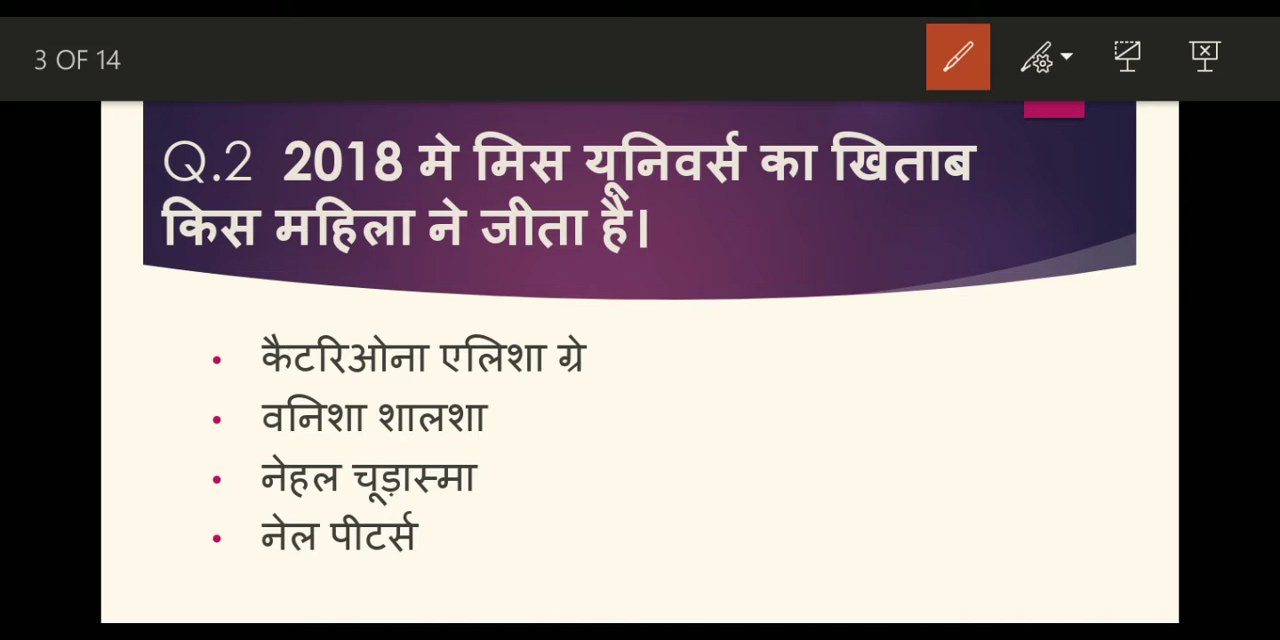 3 OF 14
Q.2 2018 मे मिस यूनिवर्स का खिताब
किस महिला ने जीता है।
• कैटरिओना एलिशा ग्रे
• वनिशा शालशा
• नेहल चूड़ास्मा
• नेल पीटर्स